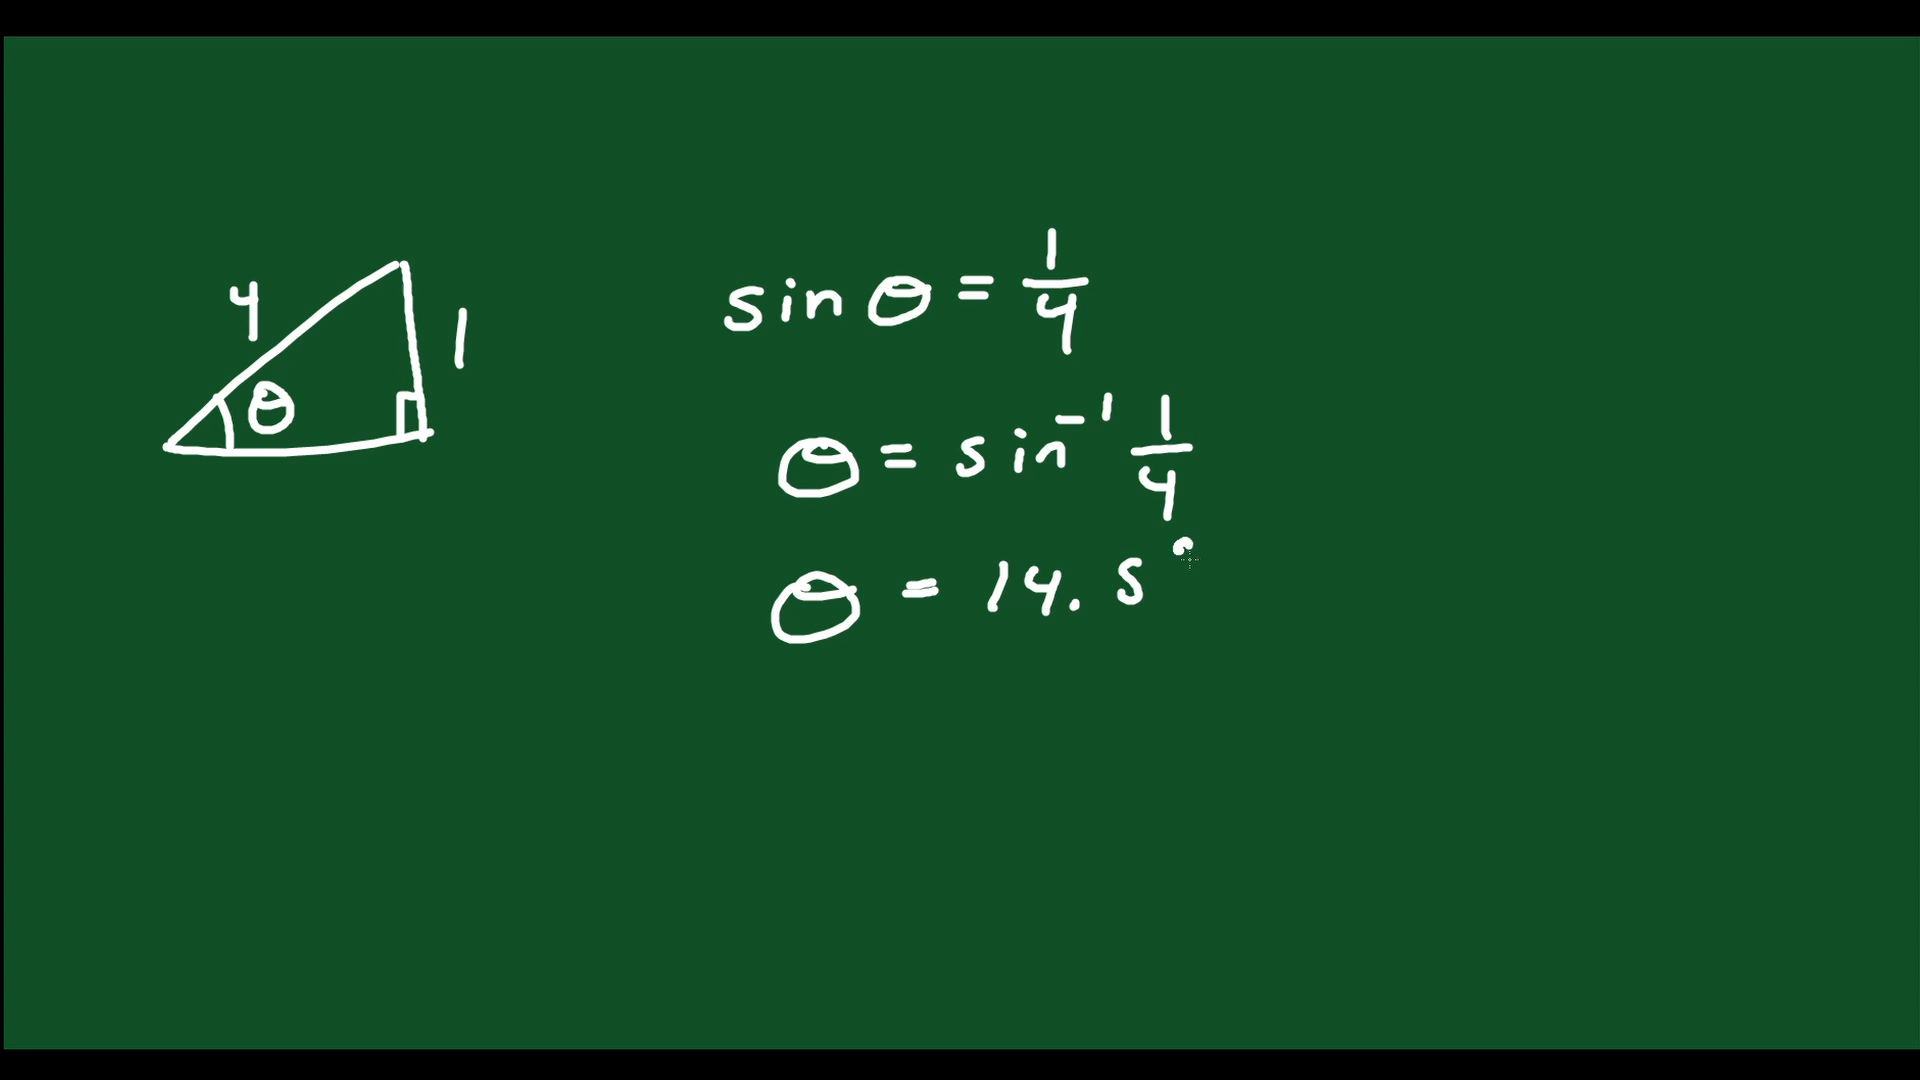 4
1
θ
sin θ = 1/4
θ = sin⁻¹ 1/4
θ = 14.5°